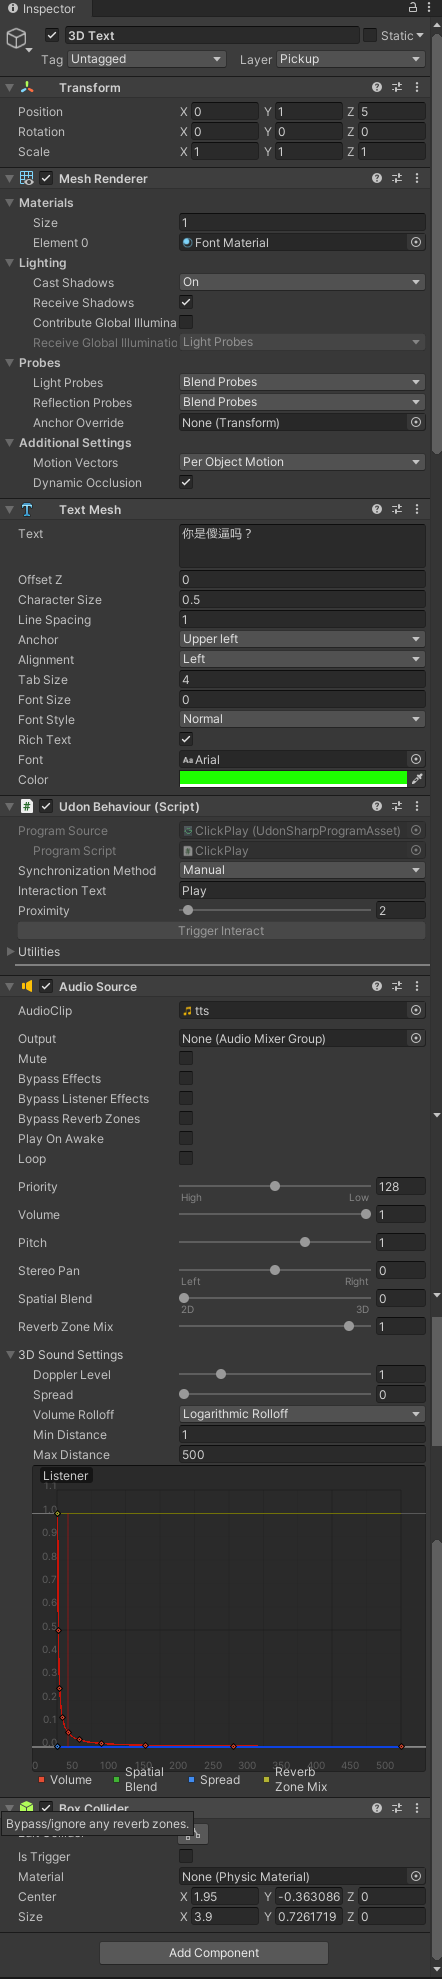 Inspector
3D Text
Static
Tag Untagged Layer Pickup
Transform
Position X 0 Y 1 Z 5
Rotation X 0 Y 0 Z 0
Scale X 1 Y 1 Z 1
Mesh Renderer
Materials
Size 1
Element 0 Font Material
Lighting
Cast Shadows On
Receive Shadows
Contribute Global Illumina
Receive Global Illuminatio Light Probes
Probes
Light Probes Blend Probes
Reflection Probes Blend Probes
Anchor Override None (Transform)
Additional Settings
Motion Vectors Per Object Motion
Dynamic Occlusion
Text Mesh
Text 你是傻逼吗？
Offset Z 0
Character Size 0.5
Line Spacing 1
Anchor Upper left
Alignment Left
Tab Size 4
Font Size 0
Font Style Normal
Rich Text
Font Aa Arial
Color
# Udon Behaviour (Script)
Program Source ClickPlay (UdonSharpProgramAsset)
Program Script ClickPlay
Synchronization Method Manual
Interaction Text Play
Proximity 2
Trigger Interact
Utilities
Audio Source
AudioClip tts
Output None (Audio Mixer Group)
Mute
Bypass Effects
Bypass Listener Effects
Bypass Reverb Zones
Play On Awake
Loop
Priority 128
High Low
Volume 1
Pitch 1
Stereo Pan 0
Left Right
Spatial Blend 0
2D 3D
Reverb Zone Mix 1
3D Sound Settings
Doppler Level 1
Spread 0
Volume Rolloff Logarithmic Rolloff
Min Distance 1
Max Distance 500
Listener
1.1
1.0
0.9
0.8
0.7
0.6
0.5
0.4
0.3
0.2
0.1
0.0
0 50 100 150 200 250 300 350 400 450 500
Volume Spatial Blend Spread Reverb Zone Mix
Box Collider
Bypass/ignore any reverb zones.
Is Trigger
Material None (Physic Material)
Center X 1.95 Y -0.363086 Z 0
Size X 3.9 Y 0.7261719 Z 0
Add Component